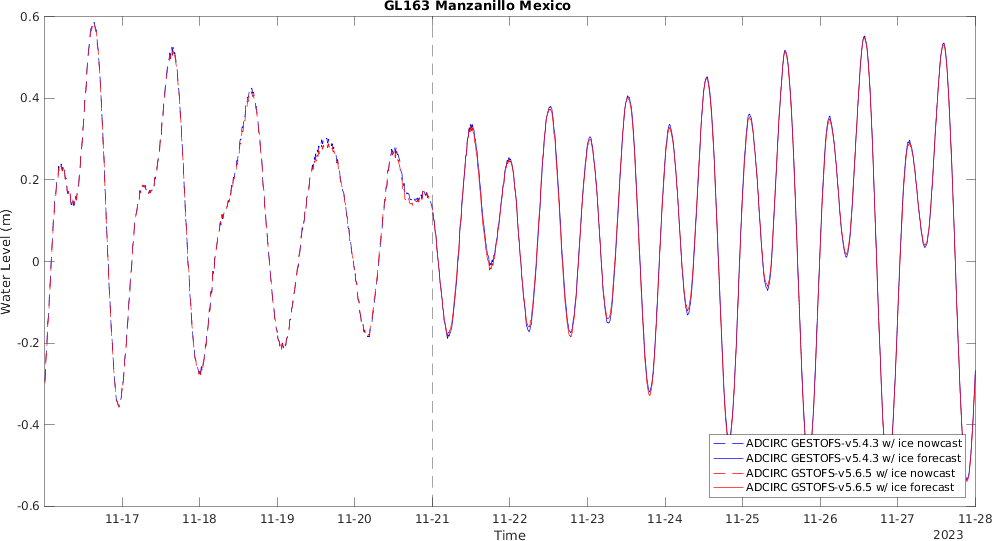 GL163 Manzanillo Mexico
0.6
0.4
0.2
0
-0.2
-0.4
-0.6
Water Level (m)
ADCIRC GESTOFS-v5.4.3 w/ ice nowcast
ADCIRC GESTOFS-v5.4.3 w/ ice forecast
ADCIRC GSTOFS-v5.6.5 w/ ice nowcast
ADCIRC GSTOFS-v5.6.5 w/ ice forecast
11-17 11-18 11-19 11-20 11-21 11-22 11-23 11-24 11-25 11-26 11-27 11-28
Time
2023